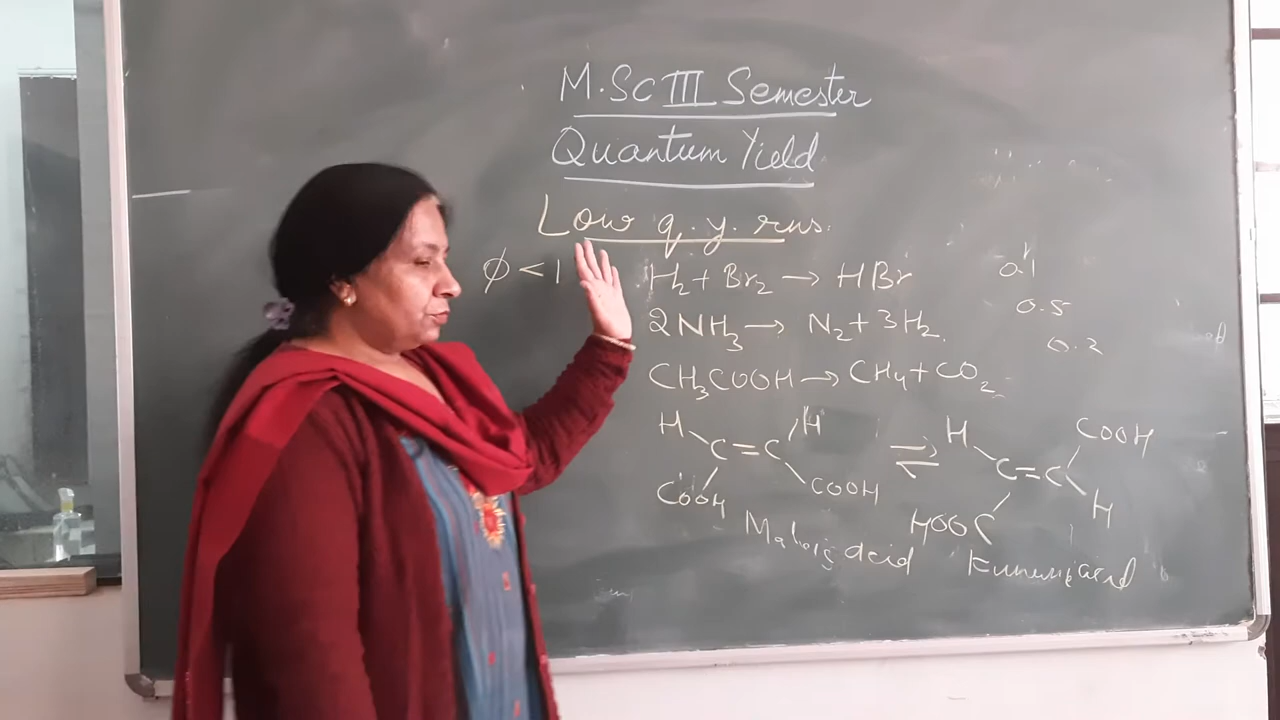 M.Sc III Semester
Quantum Yield
Low q.y. rxns.
φ < 1
H₂ + Br₂ → HBr
0.1
2NH₃ → N₂ + 3H₂
0.5
0.2
CH₃COOH → CH₄ + CO₂
H H H COOH
C = C ⇌ C = C
COOH COOH HOOC H
Maleic acid Fumaric acid